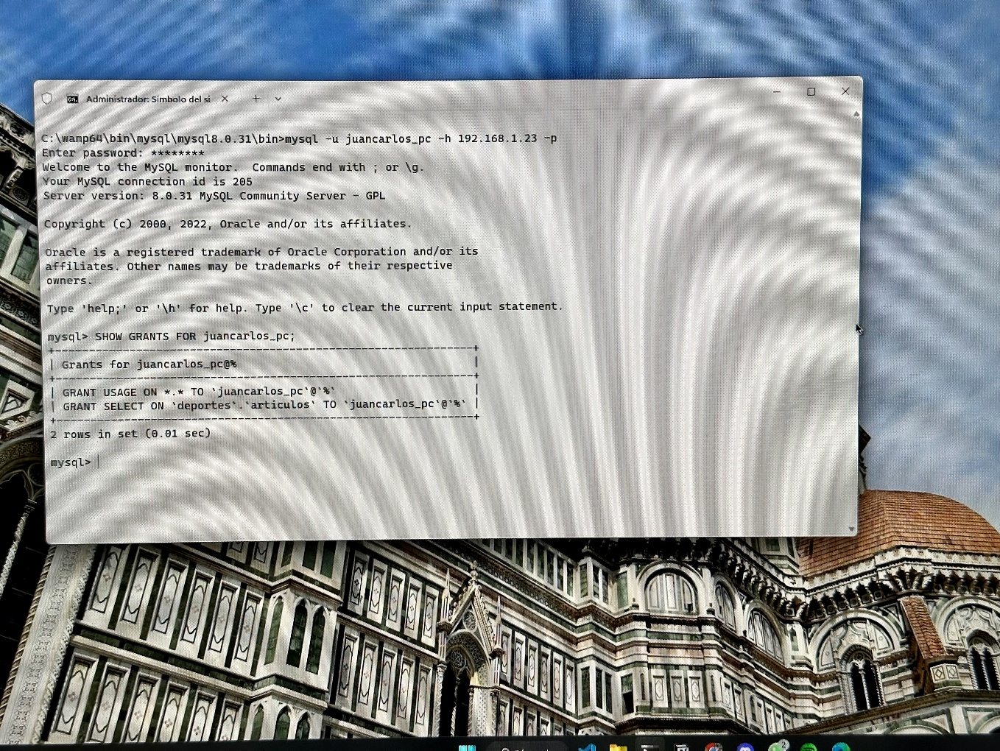 Administrador: Símbolo del si
C:\wamp64\bin\mysql\mysql8.0.31\bin>mysql -u juancarlos_pc -h 192.168.1.23 -p
Enter password: ********
Welcome to the MySQL monitor.  Commands end with ; or \g.
Your MySQL connection id is 205
Server version: 8.0.31 MySQL Community Server - GPL
Copyright (c) 2000, 2022, Oracle and/or its affiliates.
Oracle is a registered trademark of Oracle Corporation and/or its
affiliates. Other names may be trademarks of their respective
owners.
Type 'help;' or '\h' for help. Type '\c' to clear the current input statement.
mysql> SHOW GRANTS FOR juancarlos_pc;
+-------------------------------------------------------------+
| Grants for juancarlos_pc@%                                  |
+-------------------------------------------------------------+
| GRANT USAGE ON *.* TO `juancarlos_pc`@`%`                     |
| GRANT SELECT ON `deportes`.`articulos` TO `juancarlos_pc`@`%` |
+-------------------------------------------------------------+
2 rows in set (0.01 sec)
mysql>